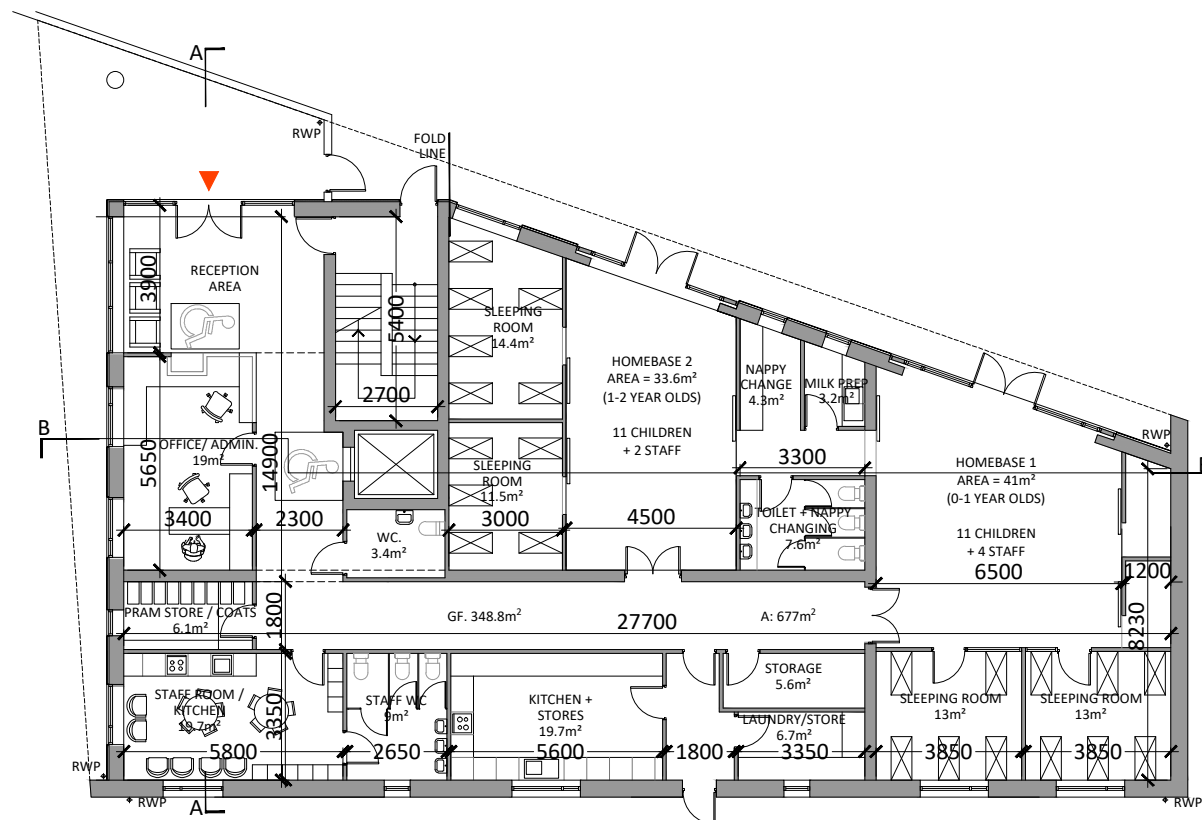 A
RWP
FOLD
LINE
RECEPTION
AREA
3900
5400
SLEEPING
ROOM
14.4m²
HOMEBASE 2
AREA = 33.6m²
(1-2 YEAR OLDS)
11 CHILDREN
+ 2 STAFF
NAPPY
CHANGE
4.3m²
MILK PREP
3.2m²
2700
B
RWP
OFFICE/ ADMIN.
19m²
5650
14900
SLEEPING
ROOM
11.5m²
3300
HOMEBASE 1
AREA = 41m²
(0-1 YEAR OLDS)
11 CHILDREN
+ 4 STAFF
3400
2300
3000
4500
WC.
3.4m²
TOILET + NAPPY
CHANGING
7.6m²
6500
1200
PRAM STORE / COATS
6.1m²
1800
GF. 348.8m²
27700
A: 677m²
8230
STAFF ROOM /
KITCHEN
19.7m²
3350
STAFF WC
9m²
KITCHEN +
STORES
19.7m²
STORAGE
5.6m²
LAUNDRY/STORE
6.7m²
SLEEPING ROOM
13m²
SLEEPING ROOM
13m²
5800
2650
5600
1800
3350
3850
3850
RWP
RWP
A
RWP